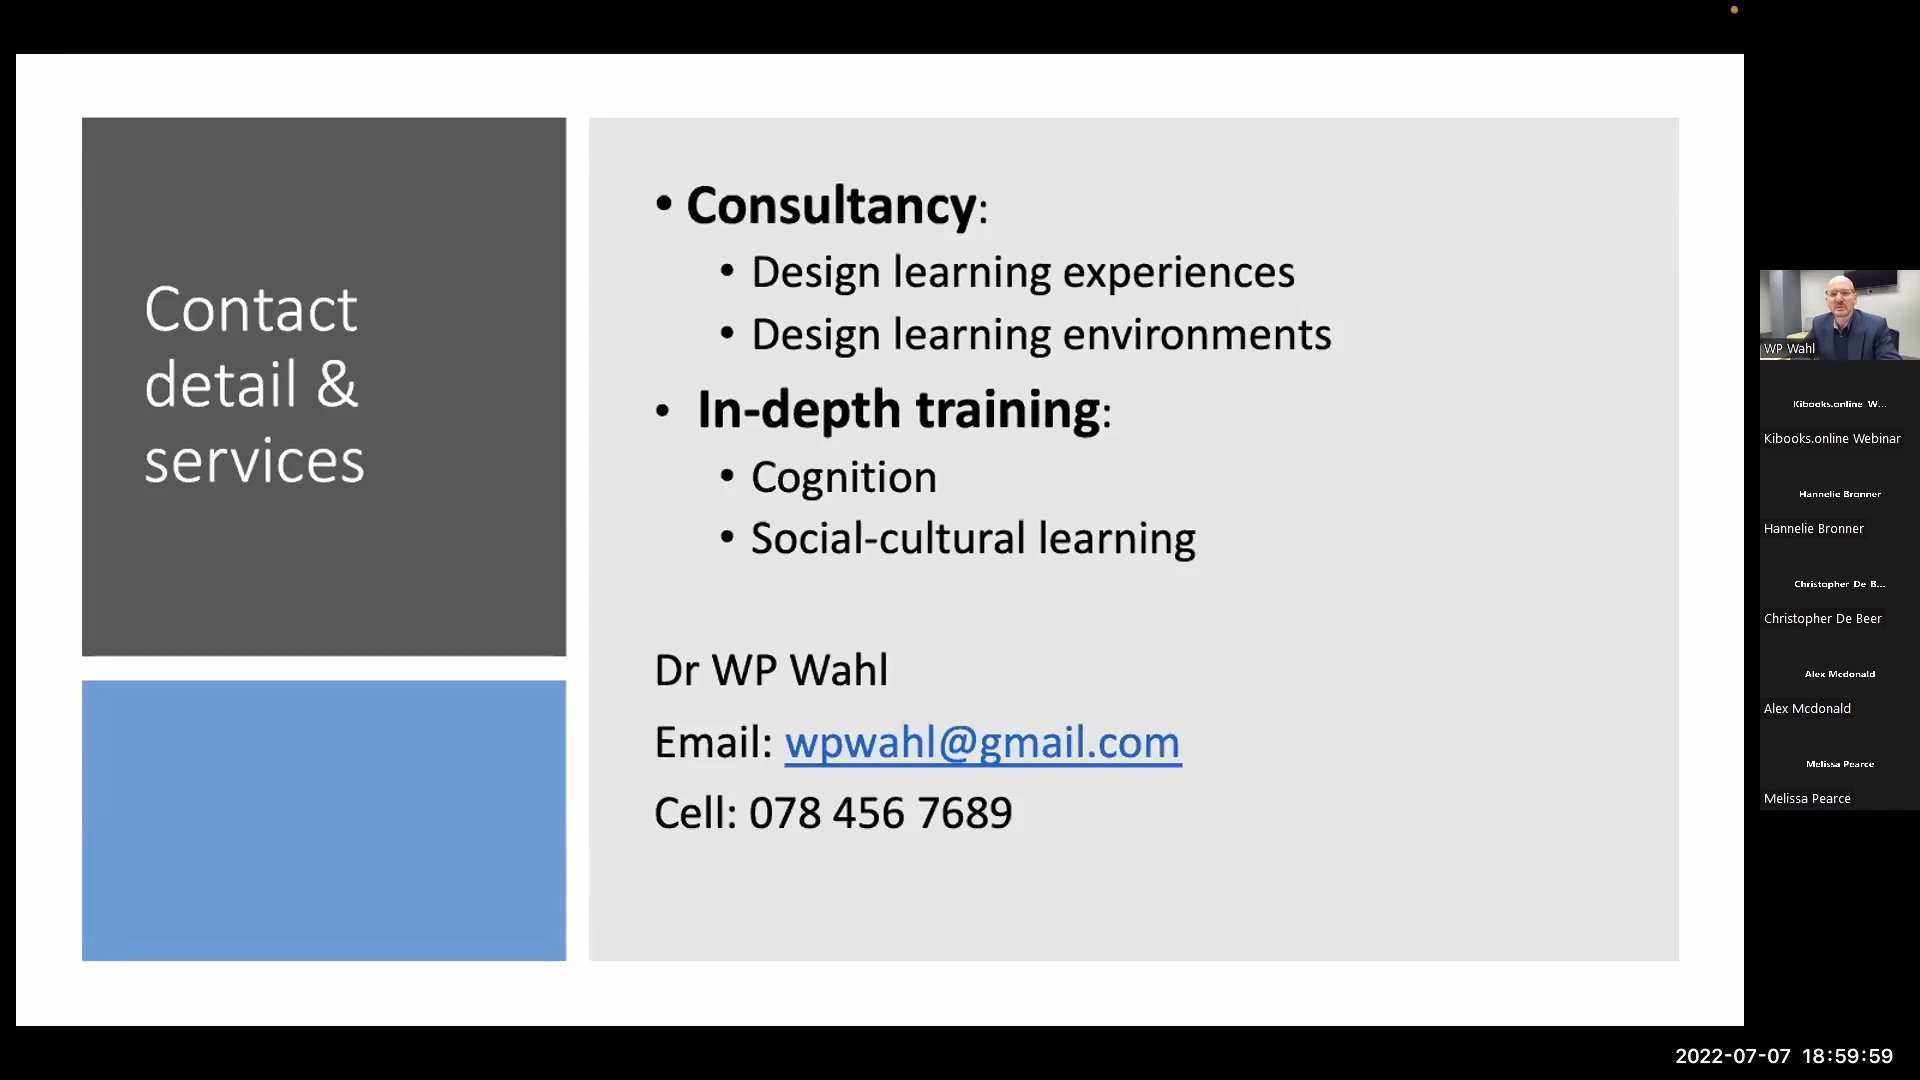 Contact
detail &
services
• Consultancy:
• Design learning experiences
• Design learning environments
• In-depth training:
• Cognition
• Social-cultural learning
Dr WP Wahl
Email: wpwahl@gmail.com
Cell: 078 456 7689
WP Wahl
Kibooks.online W...
Kibooks.online Webinar
Hannelie Bronner
Hannelie Bronner
Christopher De B...
Christopher De Beer
Alex Mcdonald
Alex Mcdonald
Melissa Pearce
Melissa Pearce
2022-07-07 18:59:59